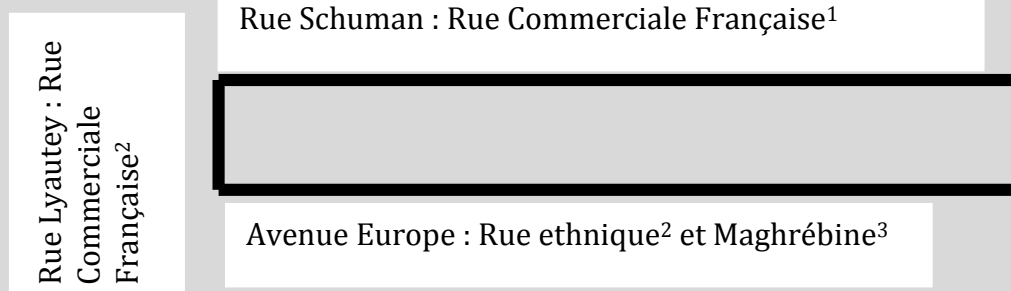 Rue Schuman : Rue Commerciale Française¹
Rue Lyautey : Rue
Commerciale
Française²
Avenue Europe : Rue ethnique² et Maghrébine³